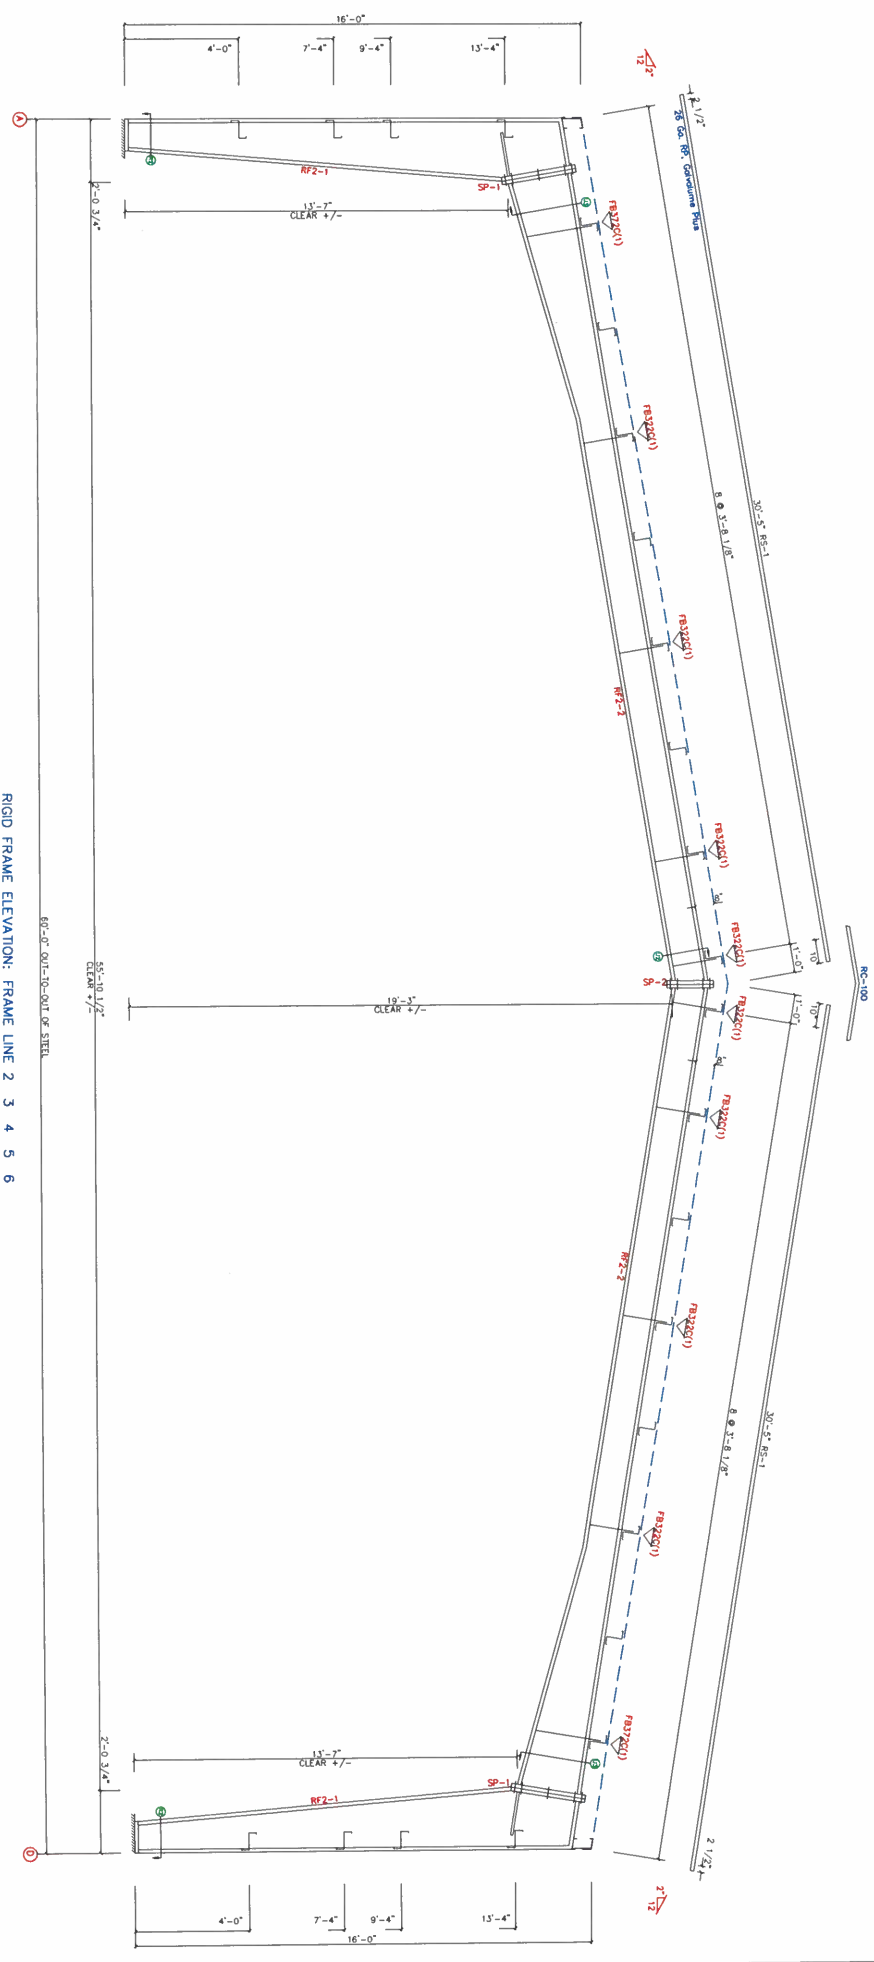 RC-100
10
10"
1'-0"
1'-0"
30'-5" RS-1
30'-5" RS-1
8 @ 3'-8 1/8"
8 @ 3'-8 1/8"
2 1/2"
26 Ga. RP. Galvalume Plus
2 1/2"
2"
12
2"
12
FB372C(1)
FB322C(1)
FB322C(1)
FB322C(1)
FB322C(1)
FB322C(1)
FB322C(1)
FB322C(1)
FB322C(1)
FB372C(1)
8"
8"
16'-0"
13'-4"
9'-4"
7'-4"
4'-0"
SP-1
RF2-1
RF2-2
SP-2
RF2-2
SP-1
RF2-1
13'-4"
9'-4"
7'-4"
4'-0"
16'-0"
13'-7"
CLEAR +/-
19'-3"
CLEAR +/-
13'-7"
CLEAR +/-
2'-0 3/4"
55'-10 1/2"
CLEAR +/-
2'-0 3/4"
60'-0" OUT-TO-OUT OF STEEL
A
D
RIGID FRAME ELEVATION: FRAME LINE 2 3 4 5 6